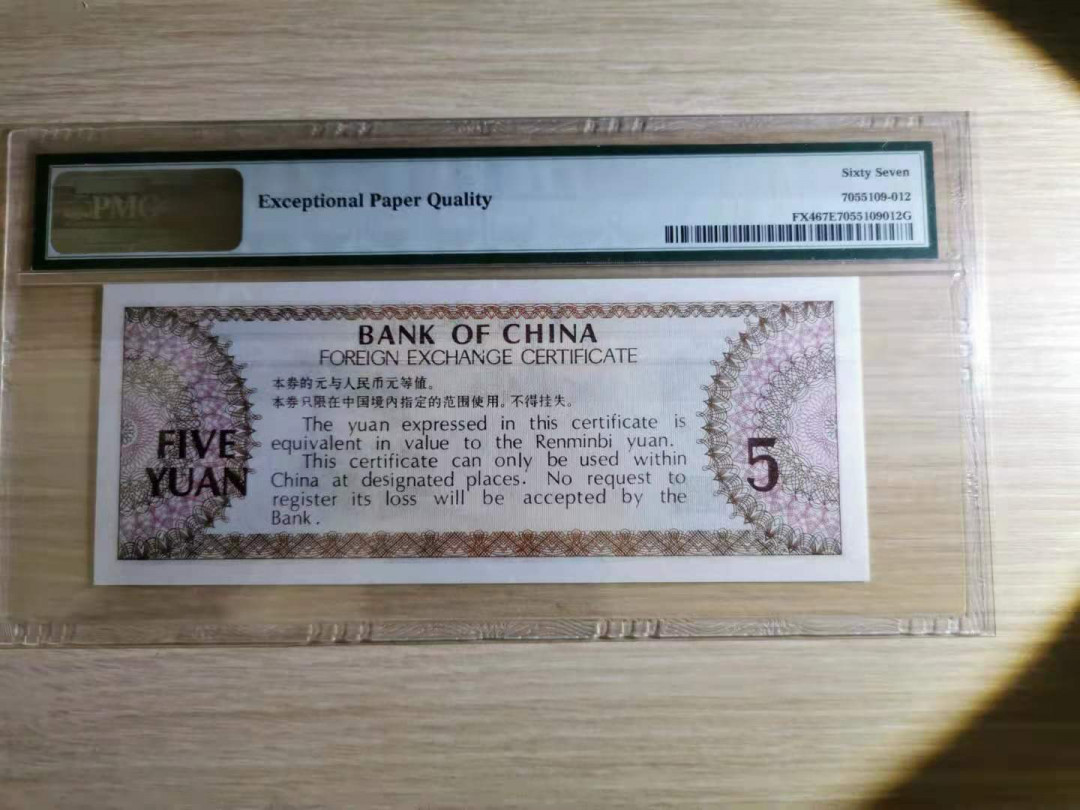 PMG
Exceptional Paper Quality
Sixty Seven
7055109-012
FX467E7055109012G
BANK OF CHINA
FOREIGN EXCHANGE CERTIFICATE
本券的元与人民币元等值。
本券只限在中国境内指定的范围使用。不得挂失。
The yuan expressed in this certificate is
equivalent in value to the Renminbi yuan.
This certificate can only be used within
China at designated places. No request to
register its loss will be accepted by the
Bank.
FIVE
YUAN
5